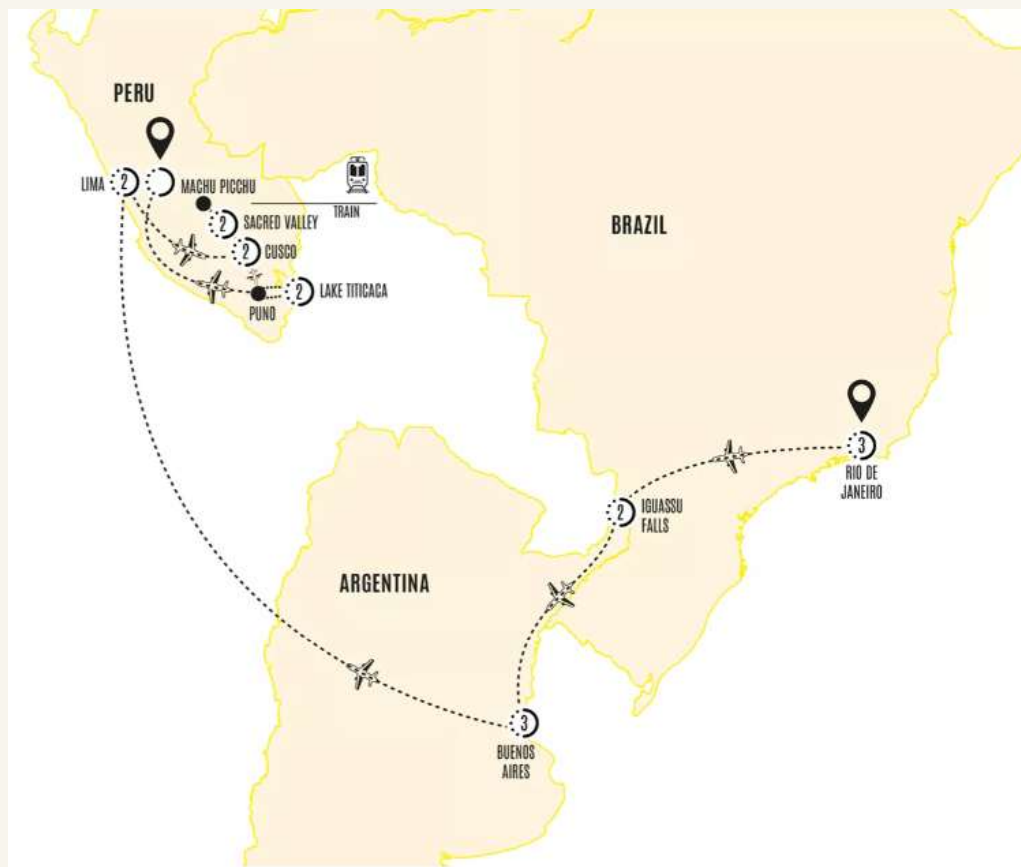 PERU
LIMA
2
MACHU PICCHU
TRAIN
2
SACRED VALLEY
2
CUSCO
2
LAKE TITICACA
PUNO
BRAZIL
3
RIO DE
JANEIRO
2
IGUASSU
FALLS
ARGENTINA
3
BUENOS
AIRES